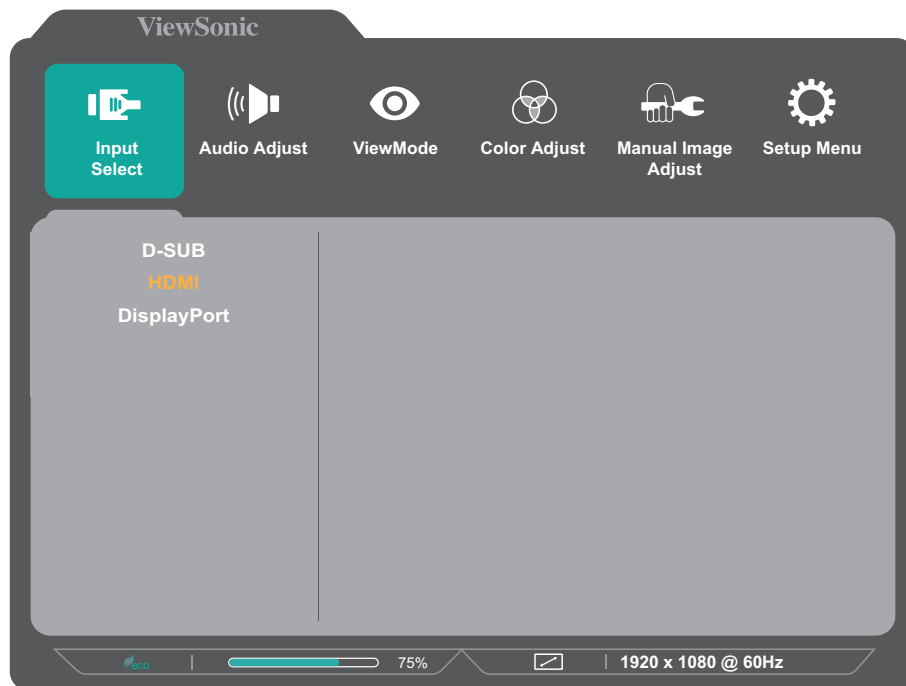 ViewSonic
Input
Select
Audio Adjust
ViewMode
Color Adjust
Manual Image
Adjust
Setup Menu
D-SUB
HDMI
DisplayPort
ECO
75%
1920 x 1080 @ 60Hz